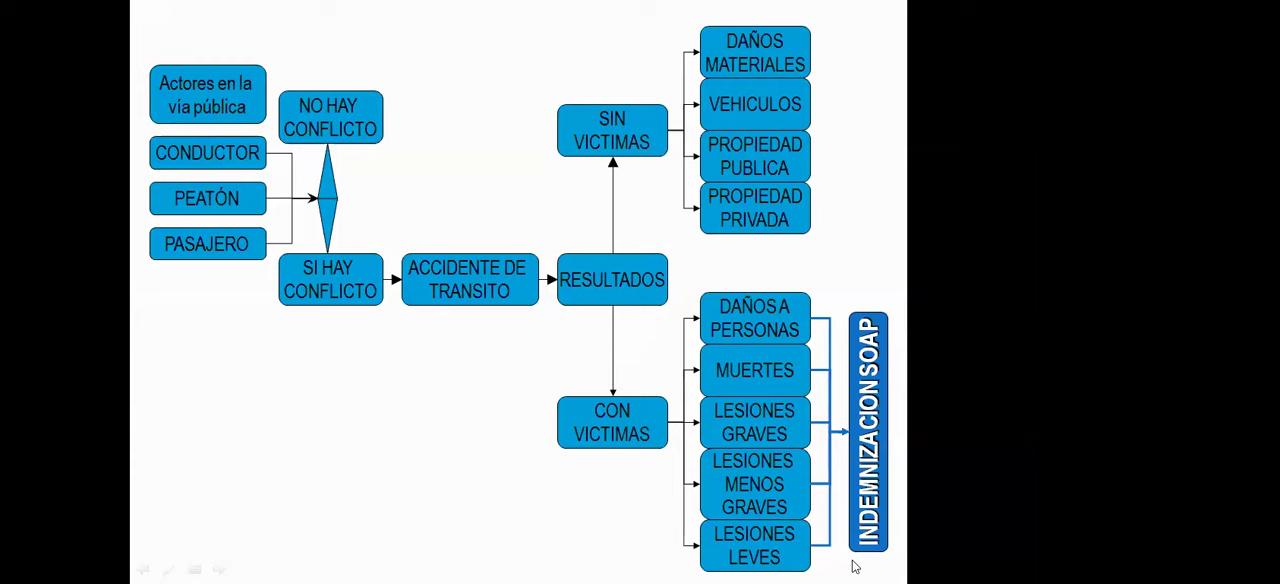 Actores en la
vía pública
CONDUCTOR
PEATÓN
PASAJERO
NO HAY
CONFLICTO
SI HAY
CONFLICTO
ACCIDENTE DE
TRANSITO
RESULTADOS
SIN
VICTIMAS
DAÑOS
MATERIALES
VEHICULOS
PROPIEDAD
PUBLICA
PROPIEDAD
PRIVADA
CON
VICTIMAS
DAÑOS A
PERSONAS
MUERTES
LESIONES
GRAVES
LESIONES
MENOS
GRAVES
LESIONES
LEVES
INDEMNIZACION SOAP